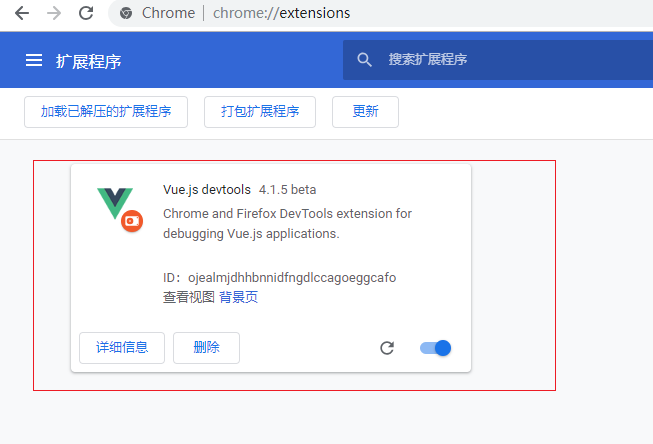 Chrome | chrome://extensions
扩展程序
搜索扩展程序
加载已解压的扩展程序 打包扩展程序 更新
Vue.js devtools 4.1.5 beta
Chrome and Firefox DevTools extension for
debugging Vue.js applications.
ID：ojealmjdhhbnnidfngdlccagoeggcafo
查看视图 背景页
详细信息 删除